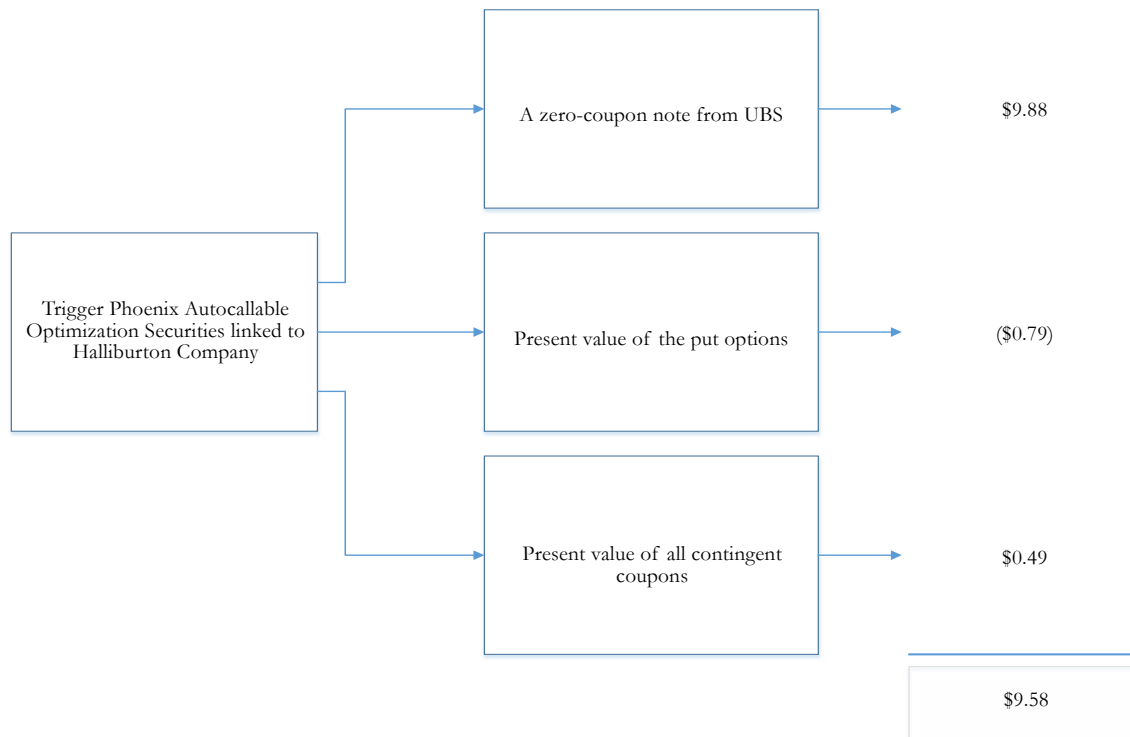 A zero-coupon note from UBS
$9.88
Trigger Phoenix Autocallable
Optimization Securities linked to
Halliburton Company
Present value of the put options
($0.79)
Present value of all contingent
coupons
$0.49
$9.58